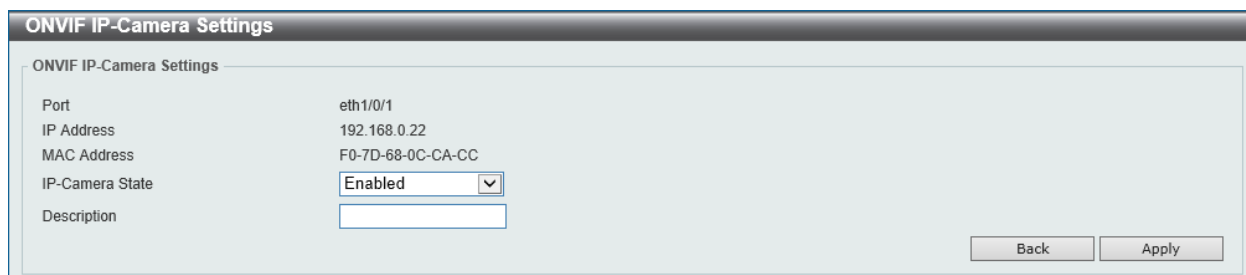 ONVIF IP-Camera Settings
ONVIF IP-Camera Settings
Port eth1/0/1
IP Address 192.168.0.22
MAC Address F0-7D-68-0C-CA-CC
IP-Camera State Enabled
Description
Back Apply